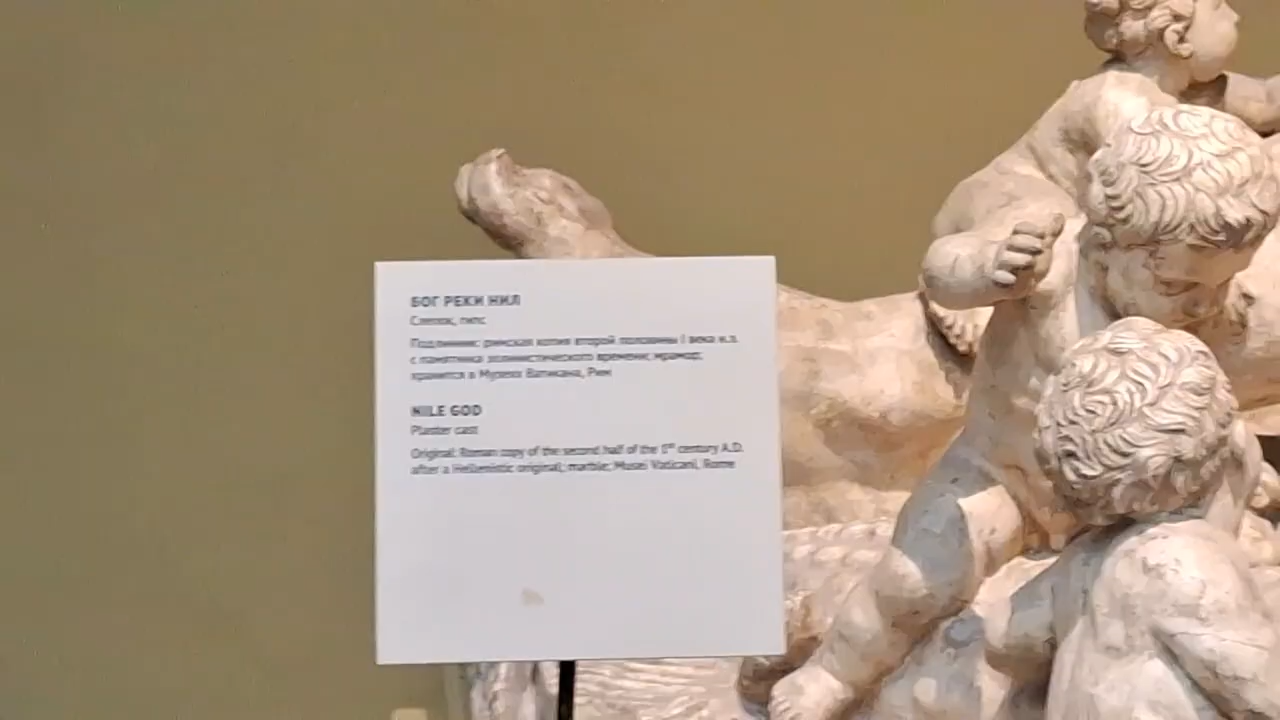 БОГ РЕКИ НИЛ
Слепок, гипс
Подлинник: римская копия второй половины I века н.э.
с памятника эллинистического времени; мрамор;
хранится в Музеях Ватикана, Рим
NILE GOD
Plaster cast
Original: Roman copy of the second half of the 1st century A.D.
after a Hellenistic original; marble; Musei Vaticani, Rome